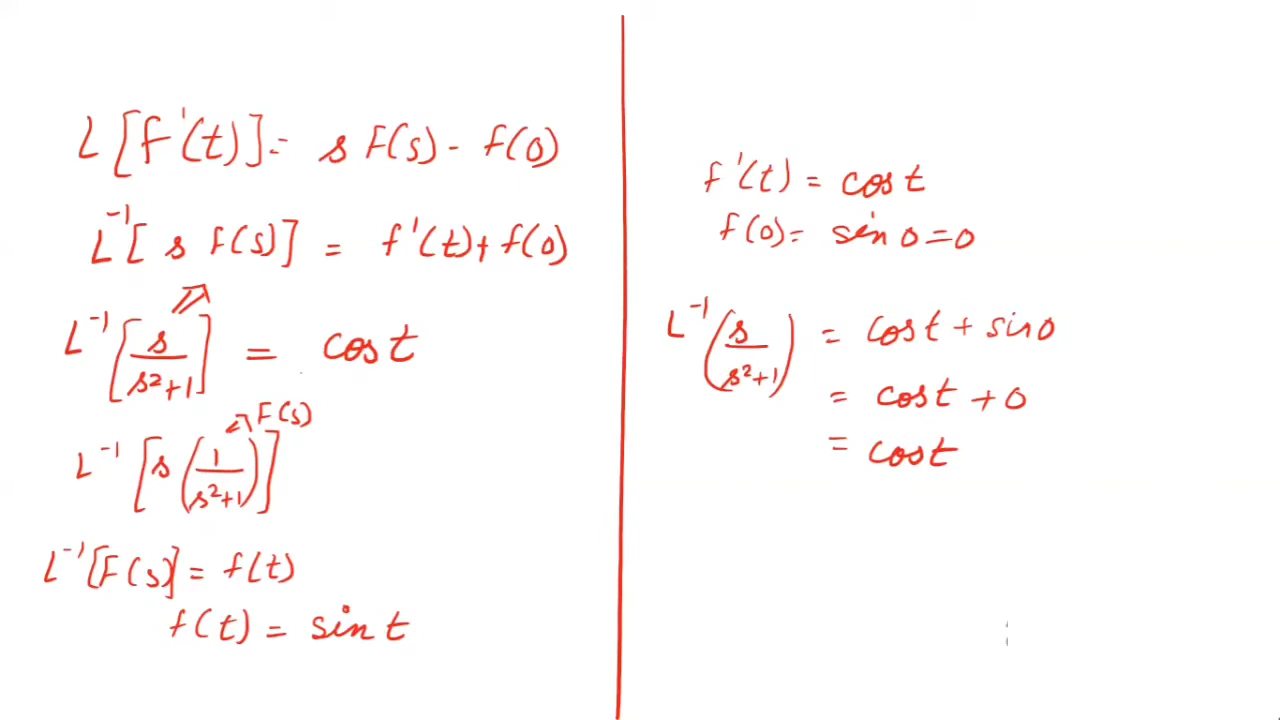 L[f'(t)] = s F(s) - f(0)
L⁻¹[s F(s)] = f'(t) + f(0)
L⁻¹[s/(s²+1)] = cos t
F(s)
L⁻¹[s(1/(s²+1))]
L⁻¹[F(s)] = f(t)
f(t) = sin t
f'(t) = cos t
f(0) = sin 0 = 0
L⁻¹(s/(s²+1)) = cos t + sin 0
= cos t + 0
= cos t